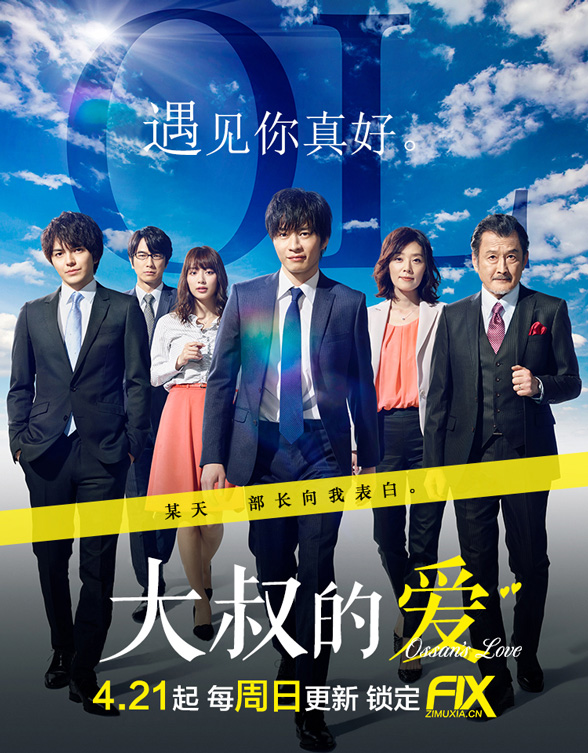 OL
遇见你真好。
某天 部长向我表白。
大叔的爱
Ossan's Love
4.21起 每周日更新 锁定 FIX
ZIMUXIA.CN